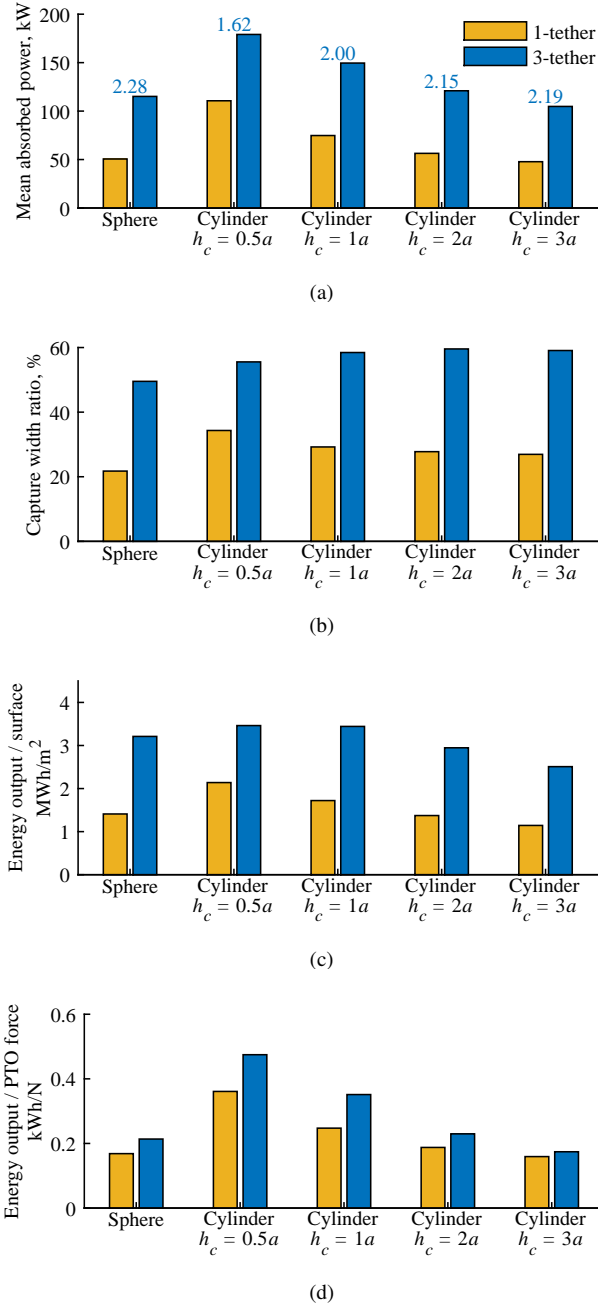 Mean absorbed power, kW
200
150
100
50
0
1-tether
3-tether
2.28
1.62
2.00
2.15
2.19
Sphere Cylinder Cylinder Cylinder Cylinder
h_c = 0.5a h_c = 1a h_c = 2a h_c = 3a
(a)
Capture width ratio, %
60
40
20
0
Sphere Cylinder Cylinder Cylinder Cylinder
h_c = 0.5a h_c = 1a h_c = 2a h_c = 3a
(b)
Energy output / surface
MWh/m²
4
3
2
1
0
Sphere Cylinder Cylinder Cylinder Cylinder
h_c = 0.5a h_c = 1a h_c = 2a h_c = 3a
(c)
Energy output / PTO force
kWh/N
0.6
0.4
0.2
0
Sphere Cylinder Cylinder Cylinder Cylinder
h_c = 0.5a h_c = 1a h_c = 2a h_c = 3a
(d)